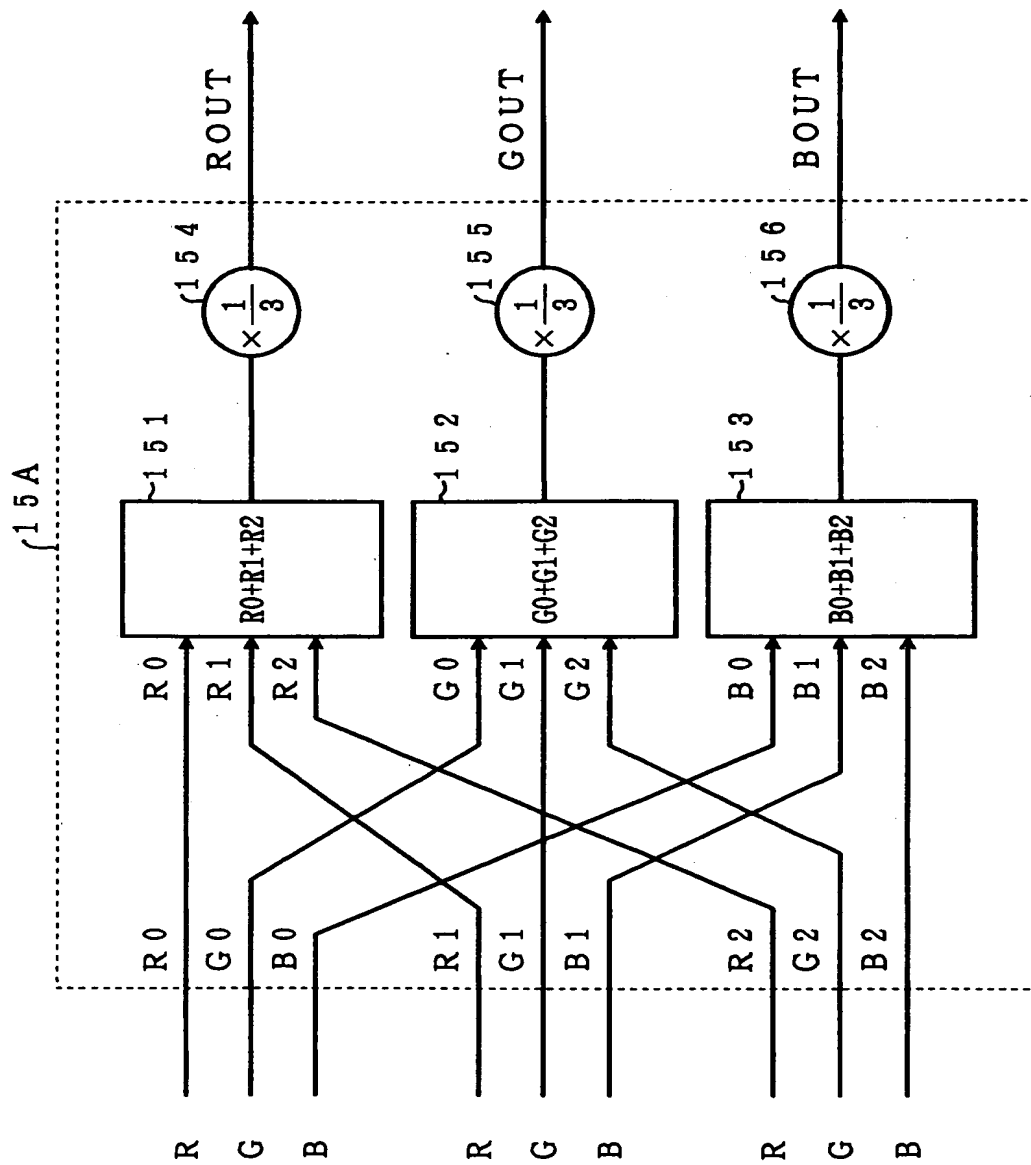 15A
R
G
B
R
G
B
R
G
B
R0
G0
B0
R1
G1
B1
R2
G2
B2
R0
R1
R2
G0
G1
G2
B0
B1
B2
R0+R1+R2
151
G0+G1+G2
152
B0+B1+B2
153
× 1/3
154
× 1/3
155
× 1/3
156
ROUT
GOUT
BOUT